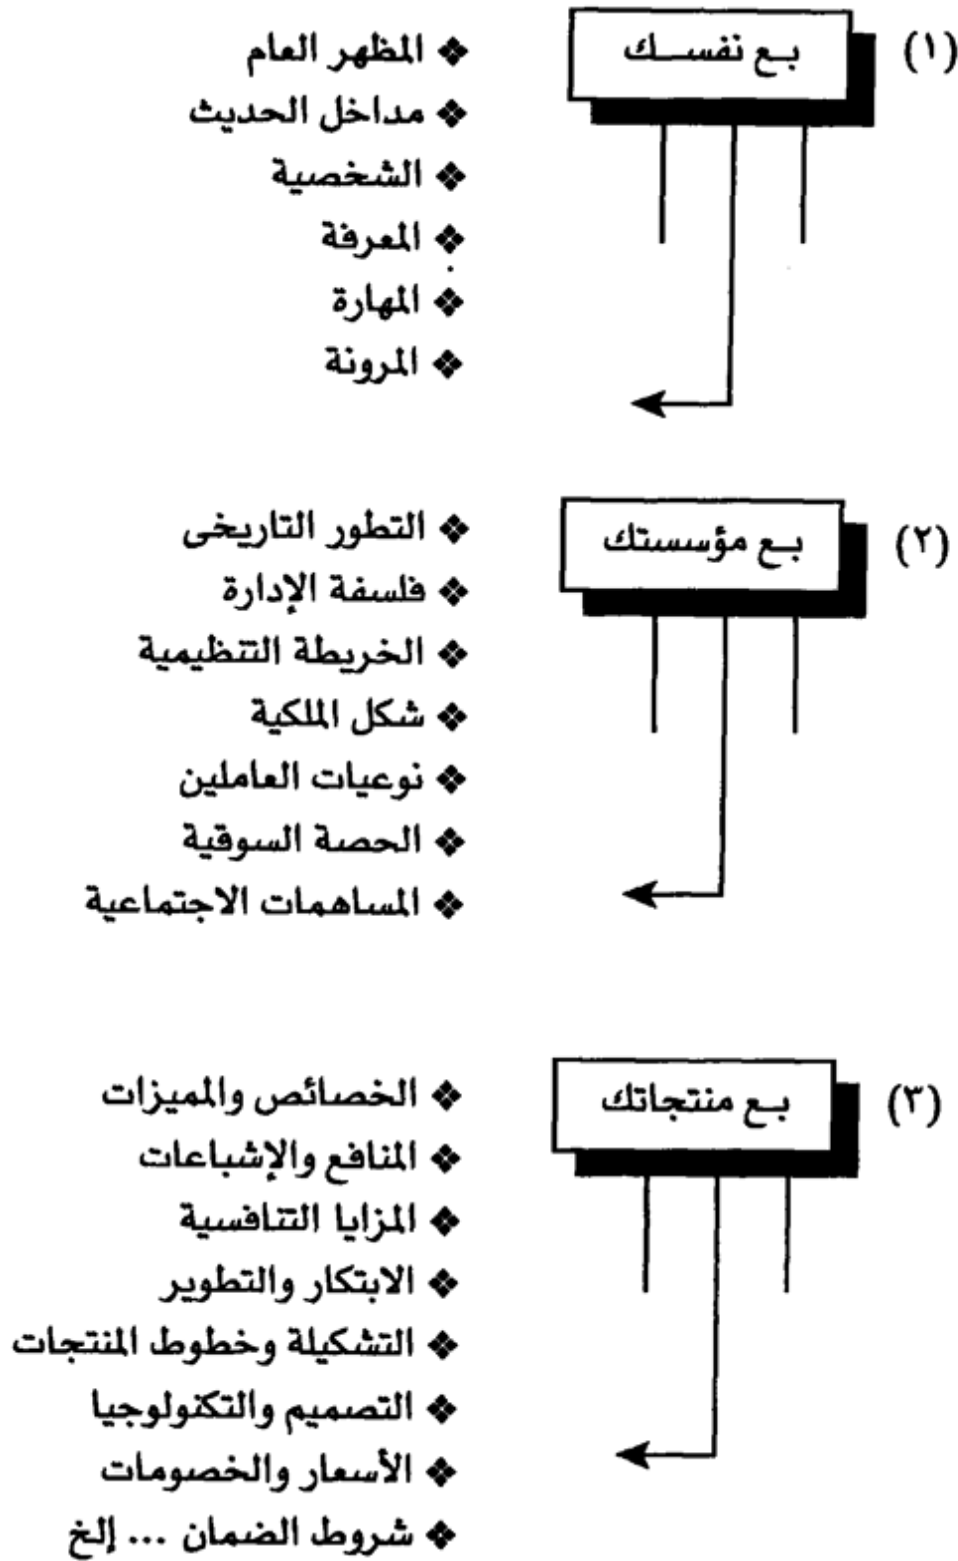 (١) بع نفسك
❖ المظهر العام
❖ مداخل الحديث
❖ الشخصية
❖ المعرفة
❖ المهارة
❖ المرونة
(٢) بع مؤسستك
❖ التطور التاريخى
❖ فلسفة الإدارة
❖ الخريطة التنظيمية
❖ شكل الملكية
❖ نوعيات العاملين
❖ الحصة السوقية
❖ المساهمات الاجتماعية
(٣) بع منتجاتك
❖ الخصائص والمميزات
❖ المنافع والإشباعات
❖ المزايا التنافسية
❖ الابتكار والتطوير
❖ التشكيلة وخطوط المنتجات
❖ التصميم والتكنولوجيا
❖ الأسعار والخصومات
❖ شروط الضمان ... إلخ